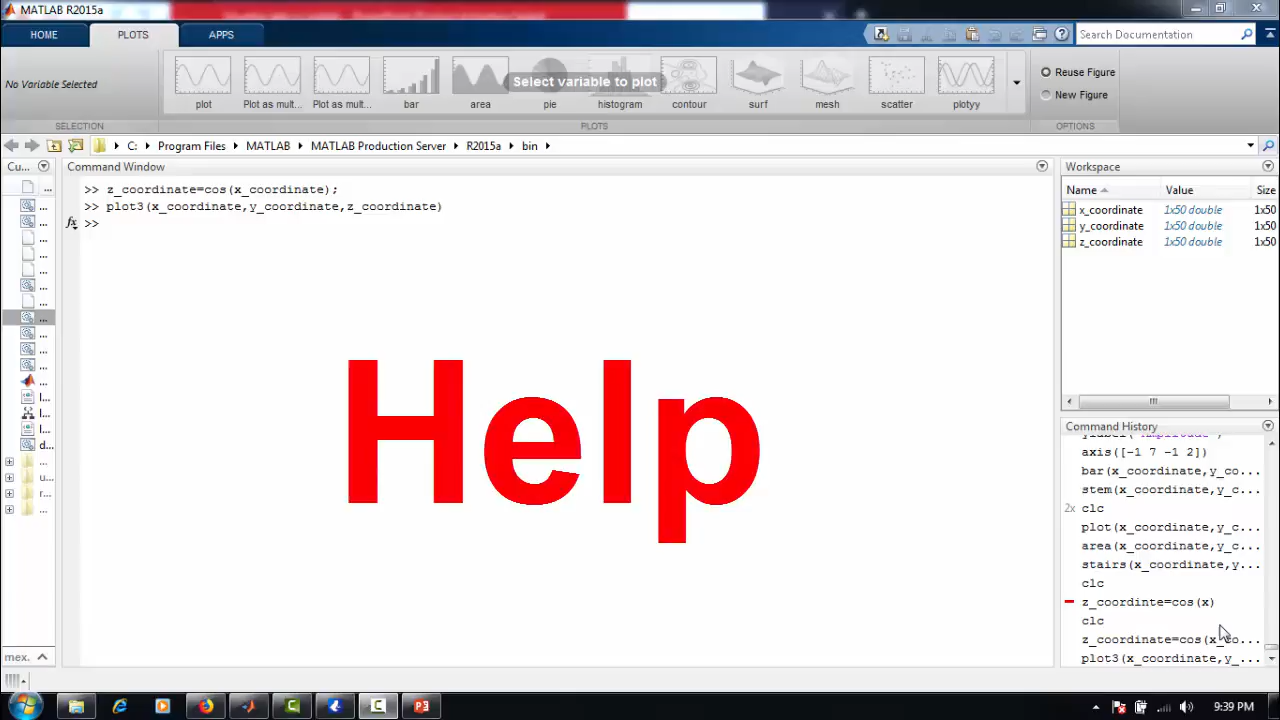 MATLAB R2015a
HOME
PLOTS
APPS
Search Documentation
No Variable Selected
plot
Plot as mult...
Plot as mult...
bar
area
pie
histogram
contour
surf
mesh
scatter
plotyy
Select variable to plot
Reuse Figure
New Figure
SELECTION
PLOTS
OPTIONS
C:
Program Files
MATLAB
MATLAB Production Server
R2015a
bin
Cu...
Command Window
>> z_coordinate=cos(x_coordinate);
>> plot3(x_coordinate,y_coordinate,z_coordinate)
fx >>
Help
Workspace
Name Value Size
x_coordinate 1x50 double 1x50
y_coordinate 1x50 double 1x50
z_coordinate 1x50 double 1x50
Command History
ylabel('Amplitude')
axis([-1 7 -1 2])
bar(x_coordinate,y_co...
stem(x_coordinate,y_c...
2x clc
plot(x_coordinate,y_c...
area(x_coordinate,y_c...
stairs(x_coordinate,y...
clc
z_coordinte=cos(x)
clc
z_coordinate=cos(x_co...
plot3(x_coordinate,y_...
mex.
9:39 PM